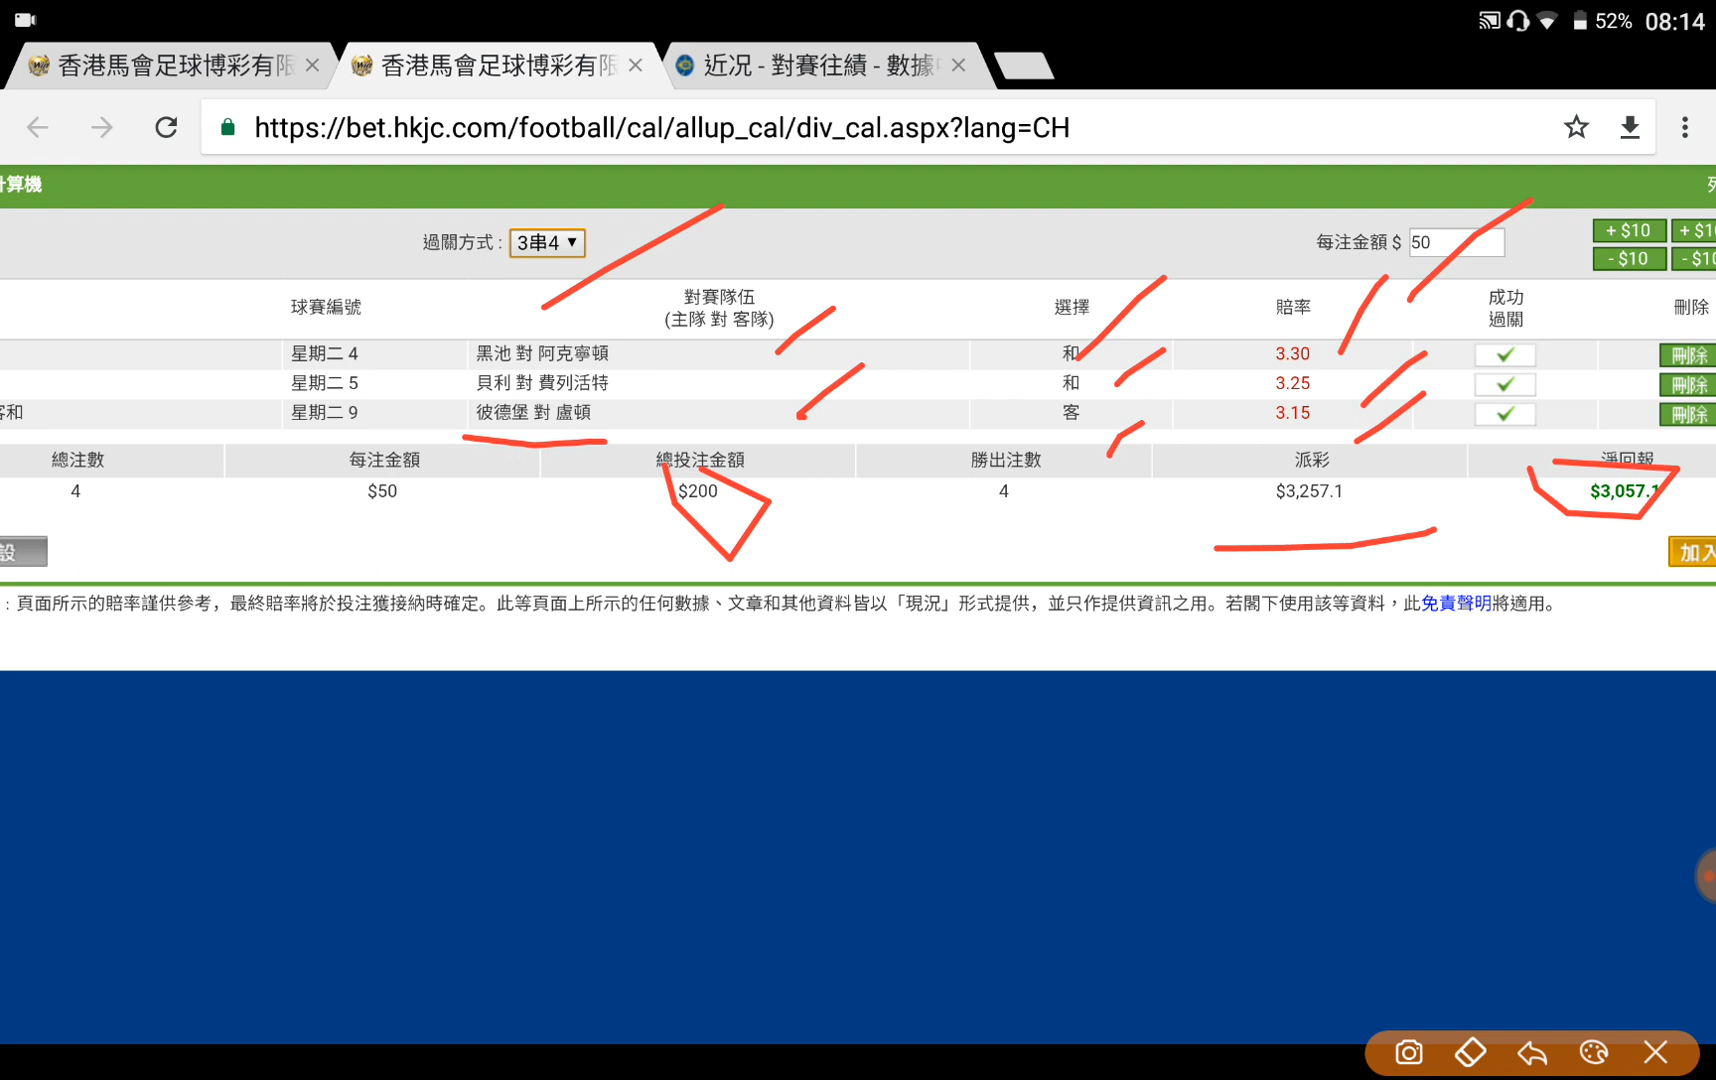 52% 08:14
香港馬會足球博彩有限
香港馬會足球博彩有限
近況 - 對賽往績 - 數據
https://bet.hkjc.com/football/cal/allup_cal/div_cal.aspx?lang=CH
計算機
過關方式 : 3串4 ▼
每注金額 $ 50
+ $10 + $10
- $10 - $10
球賽編號 對賽隊伍 選擇 賠率 成功 刪除
(主隊 對 客隊) 過關
星期二 4 黑池 對 阿克寧頓 和 3.30 刪除
星期二 5 貝利 對 費列活特 和 3.25 刪除
客和 星期二 9 彼德堡 對 盧頓 客 3.15 刪除
總注數 每注金額 總投注金額 勝出注數 派彩 淨回報
4 $50 $200 4 $3,257.1 $3,057.1
設 加入
: 頁面所示的賠率謹供參考，最終賠率將於投注獲接納時確定。此等頁面上所示的任何數據、文章和其他資料皆以「現況」形式提供，並只作提供資訊之用。若閣下使用該等資料，此免責聲明將適用。